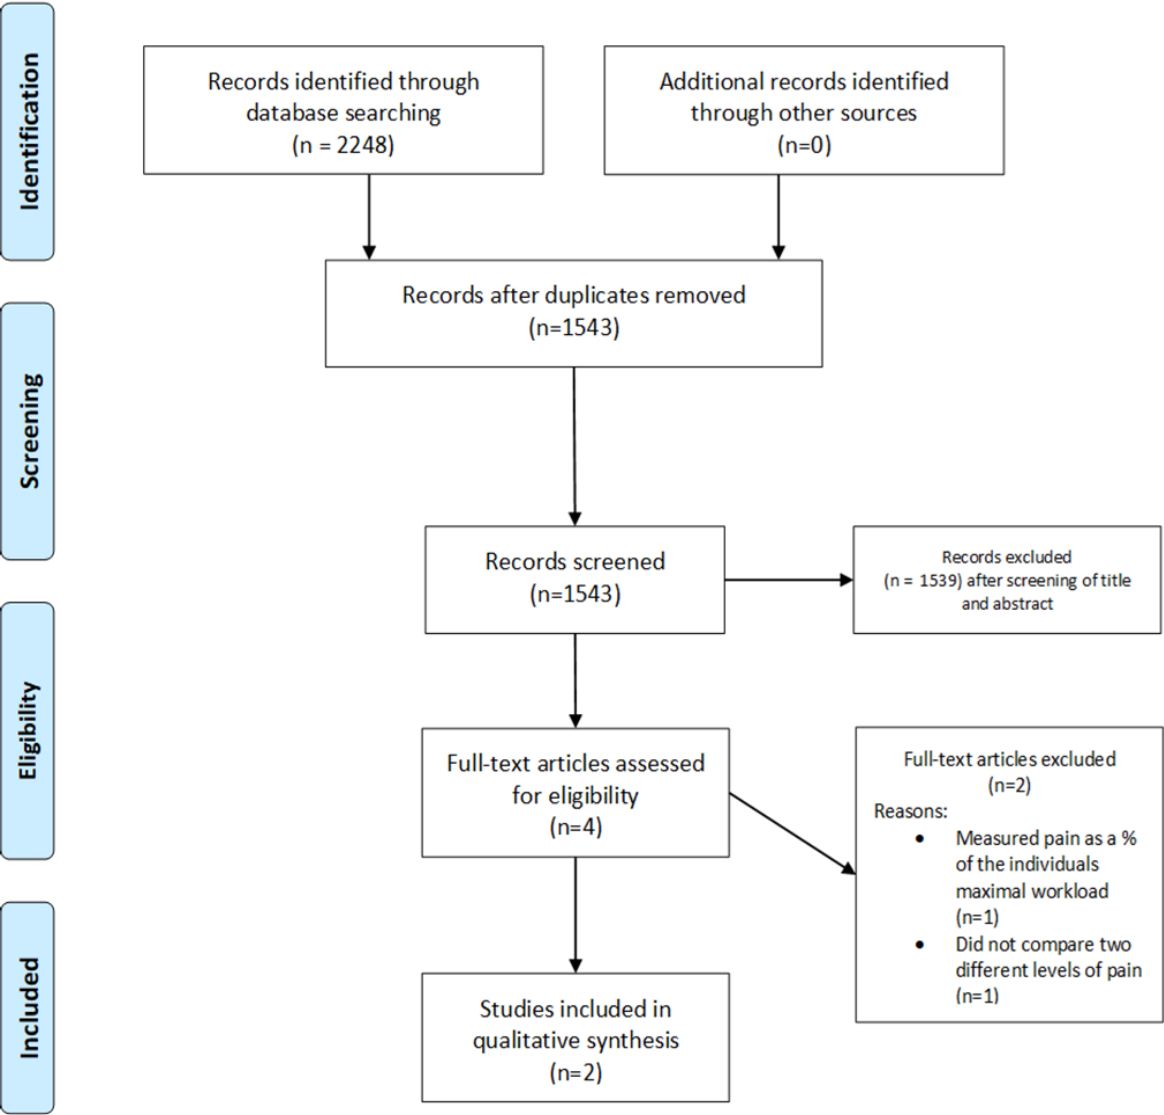 Identification
Records identified through
database searching
(n = 2248)
Additional records identified
through other sources
(n=0)
Records after duplicates removed
(n=1543)
Screening
Records screened
(n=1543)
Records excluded
(n = 1539) after screening of title
and abstract
Eligibility
Full-text articles assessed
for eligibility
(n=4)
Full-text articles excluded
(n=2)
Reasons:
• Measured pain as a %
of the individuals
maximal workload
(n=1)
• Did not compare two
different levels of pain
(n=1)
Included
Studies included in
qualitative synthesis
(n=2)